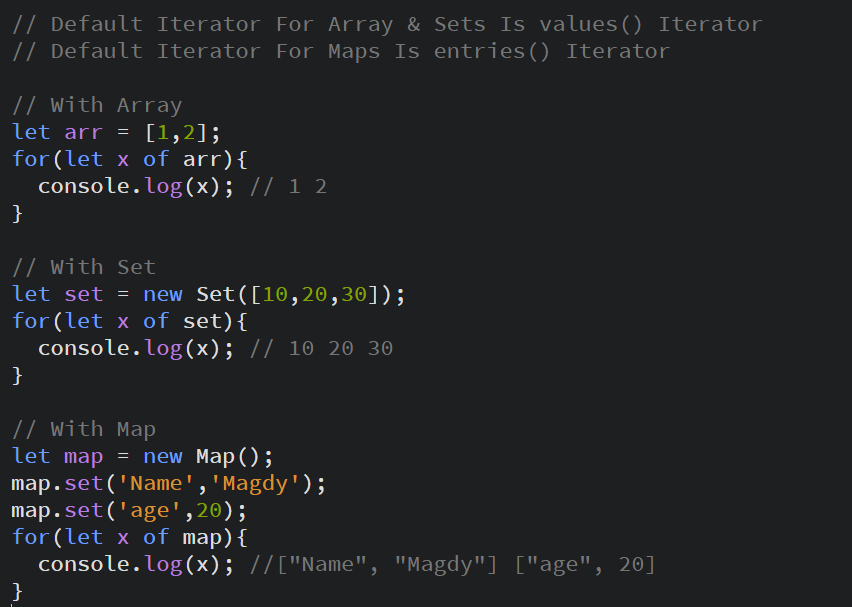 // Default Iterator For Array & Sets Is values() Iterator
// Default Iterator For Maps Is entries() Iterator

// With Array
let arr = [1,2];
for(let x of arr){
  console.log(x); // 1 2
}

// With Set
let set = new Set([10,20,30]);
for(let x of set){
  console.log(x); // 10 20 30
}

// With Map
let map = new Map();
map.set('Name','Magdy');
map.set('age',20);
for(let x of map){
  console.log(x); //["Name", "Magdy"] ["age", 20]
}